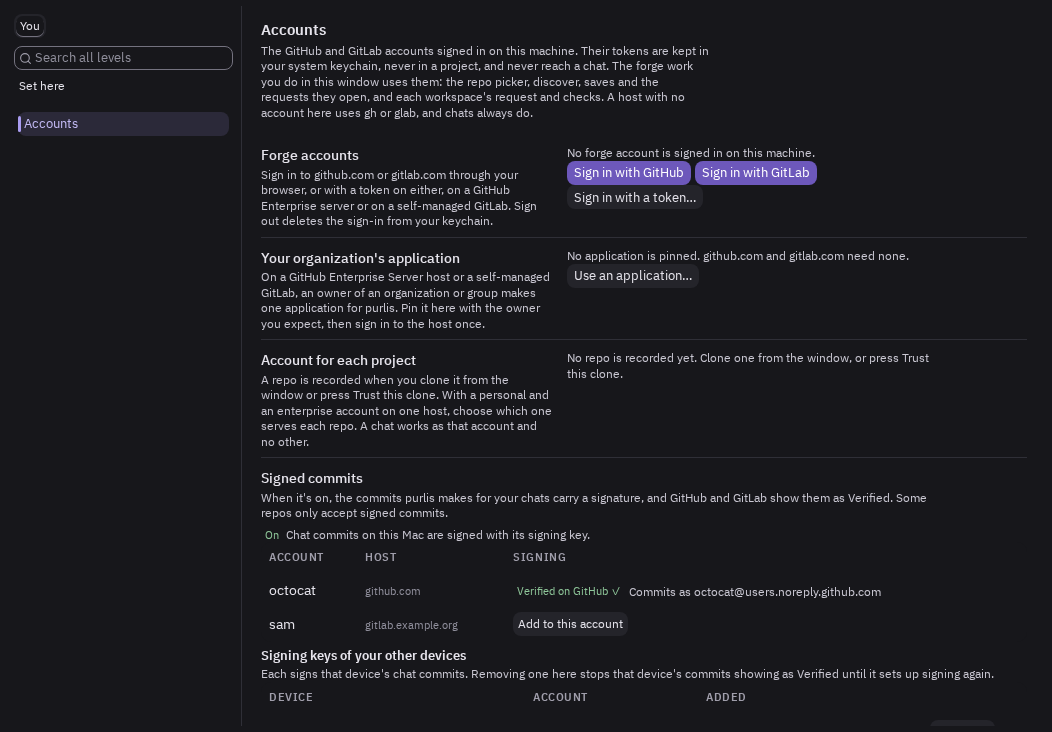 You
Search all levels
Set here
Accounts
Accounts
The GitHub and GitLab accounts signed in on this machine. Their tokens are kept in
your system keychain, never in a project, and never reach a chat. The forge work
you do in this window uses them: the repo picker, discover, saves and the
requests they open, and each workspace's request and checks. A host with no
account here uses gh or glab, and chats always do.
Forge accounts
Sign in to github.com or gitlab.com through your
browser, or with a token on either, on a GitHub
Enterprise server or on a self-managed GitLab. Sign
out deletes the sign-in from your keychain.
No forge account is signed in on this machine.
Sign in with GitHub
Sign in with GitLab
Sign in with a token…
Your organization's application
On a GitHub Enterprise Server host or a self-managed
GitLab, an owner of an organization or group makes
one application for purlis. Pin it here with the owner
you expect, then sign in to the host once.
No application is pinned. github.com and gitlab.com need none.
Use an application…
Account for each project
A repo is recorded when you clone it from the
window or press Trust this clone. With a personal and
an enterprise account on one host, choose which one
serves each repo. A chat works as that account and
no other.
No repo is recorded yet. Clone one from the window, or press Trust
this clone.
Signed commits
When it's on, the commits purlis makes for your chats carry a signature, and GitHub and GitLab show them as Verified. Some
repos only accept signed commits.
On Chat commits on this Mac are signed with its signing key.
ACCOUNT HOST SIGNING
octocat github.com Verified on GitHub ✓ Commits as octocat@users.noreply.github.com
sam gitlab.example.org Add to this account
Signing keys of your other devices
Each signs that device's chat commits. Removing one here stops that device's commits showing as Verified until it sets up signing again.
DEVICE ACCOUNT ADDED